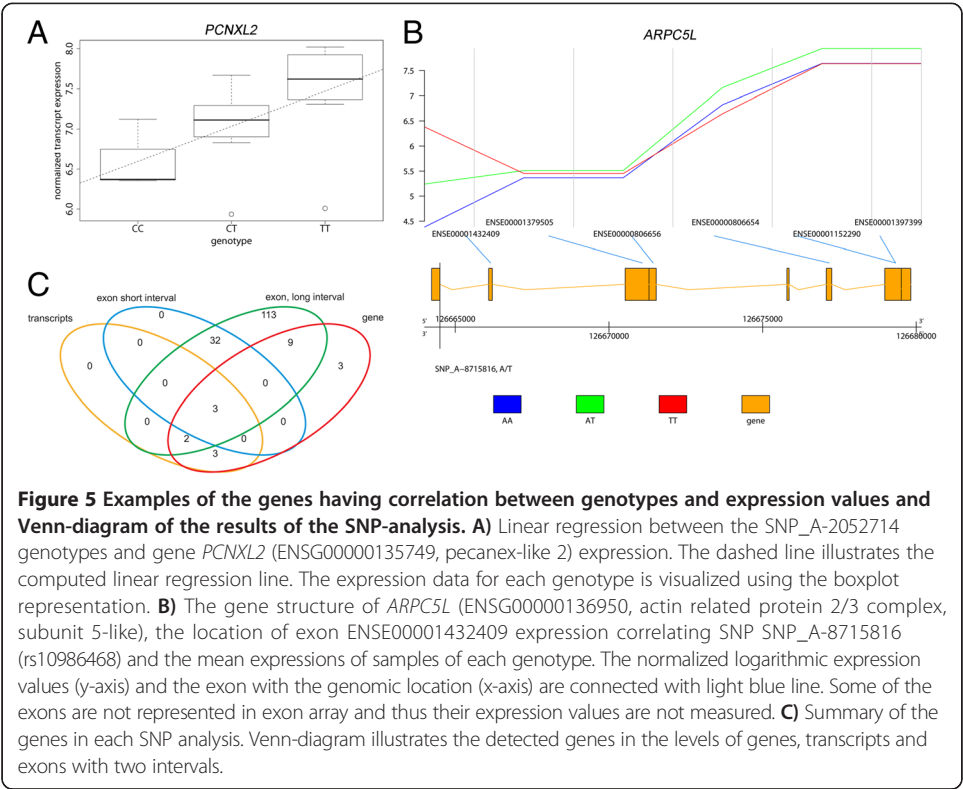 A
PCNXL2
normalized transcript expression
8.0
7.5
7.0
6.5
6.0
CC
CT
TT
genotype
B
ARPC5L
7.5
7
6.5
6
5.5
5
4.5
ENSE00001379505
ENSE00000806654
ENSE00001397399
ENSE00001432409
ENSE00000806656
ENSE00001152290
5'
3'
126665000
126670000
126675000
126680000
5'
3'
SNP_A-8715816, A/T
AA
AT
TT
gene
C
exon short interval
exon, long interval
transcripts
gene
0
113
0
32
9
0
3
0
0
3
0
0
2
0
3
Figure 5 Examples of the genes having correlation between genotypes and expression values and
Venn-diagram of the results of the SNP-analysis. A) Linear regression between the SNP_A-2052714
genotypes and gene PCNXL2 (ENSG00000135749, pecanex-like 2) expression. The dashed line illustrates the
computed linear regression line. The expression data for each genotype is visualized using the boxplot
representation. B) The gene structure of ARPC5L (ENSG00000136950, actin related protein 2/3 complex,
subunit 5-like), the location of exon ENSE00001432409 expression correlating SNP SNP_A-8715816
(rs10986468) and the mean expressions of samples of each genotype. The normalized logarithmic expression
values (y-axis) and the exon with the genomic location (x-axis) are connected with light blue line. Some of the
exons are not represented in exon array and thus their expression values are not measured. C) Summary of the
genes in each SNP analysis. Venn-diagram illustrates the detected genes in the levels of genes, transcripts and
exons with two intervals.